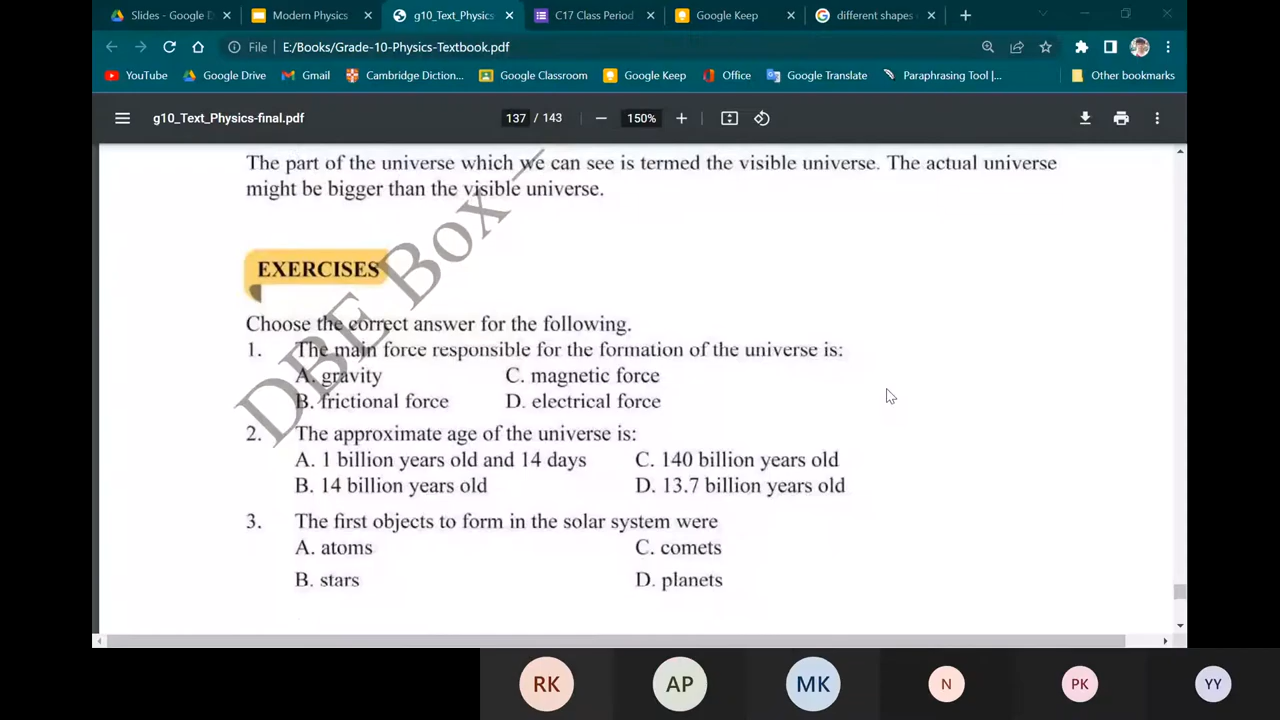 Slides - Google D
Modern Physics
g10_Text_Physics
C17 Class Period
Google Keep
different shapes
File
E:/Books/Grade-10-Physics-Textbook.pdf
YouTube
Google Drive
Gmail
Cambridge Diction...
Google Classroom
Google Keep
Office
Google Translate
Paraphrasing Tool |...
Other bookmarks
g10_Text_Physics-final.pdf
137 / 143
150%
The part of the universe which we can see is termed the visible universe. The actual universe
might be bigger than the visible universe.
DBE Box –
EXERCISES
Choose the correct answer for the following.
1. The main force responsible for the formation of the universe is:
A. gravity C. magnetic force
B. frictional force D. electrical force
2. The approximate age of the universe is:
A. 1 billion years old and 14 days C. 140 billion years old
B. 14 billion years old D. 13.7 billion years old
3. The first objects to form in the solar system were
A. atoms C. comets
B. stars D. planets
RK
AP
MK
N
PK
YY